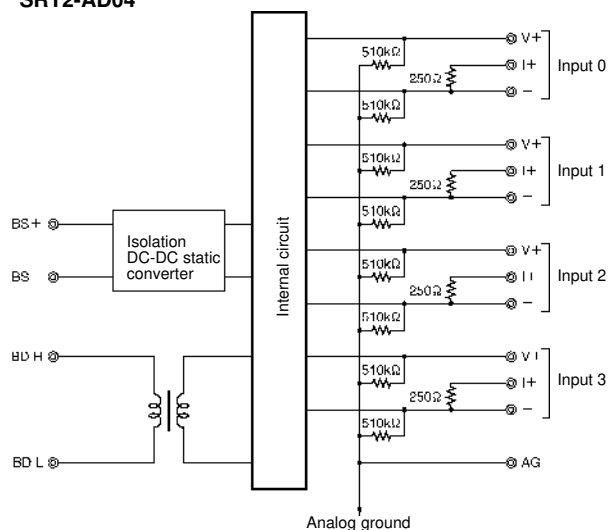 SRT2-AD04
510kΩ
V+
250Ω
I+
Input 0
510kΩ
−
510kΩ
V+
250Ω
I+
Input 1
510kΩ
−
BS+
BS
Isolation
DC-DC static
converter
Internal circuit
510kΩ
V+
250Ω
I+
Input 2
510kΩ
−
BD H
BD L
510kΩ
V+
250Ω
I+
Input 3
510kΩ
−
AG
Analog ground